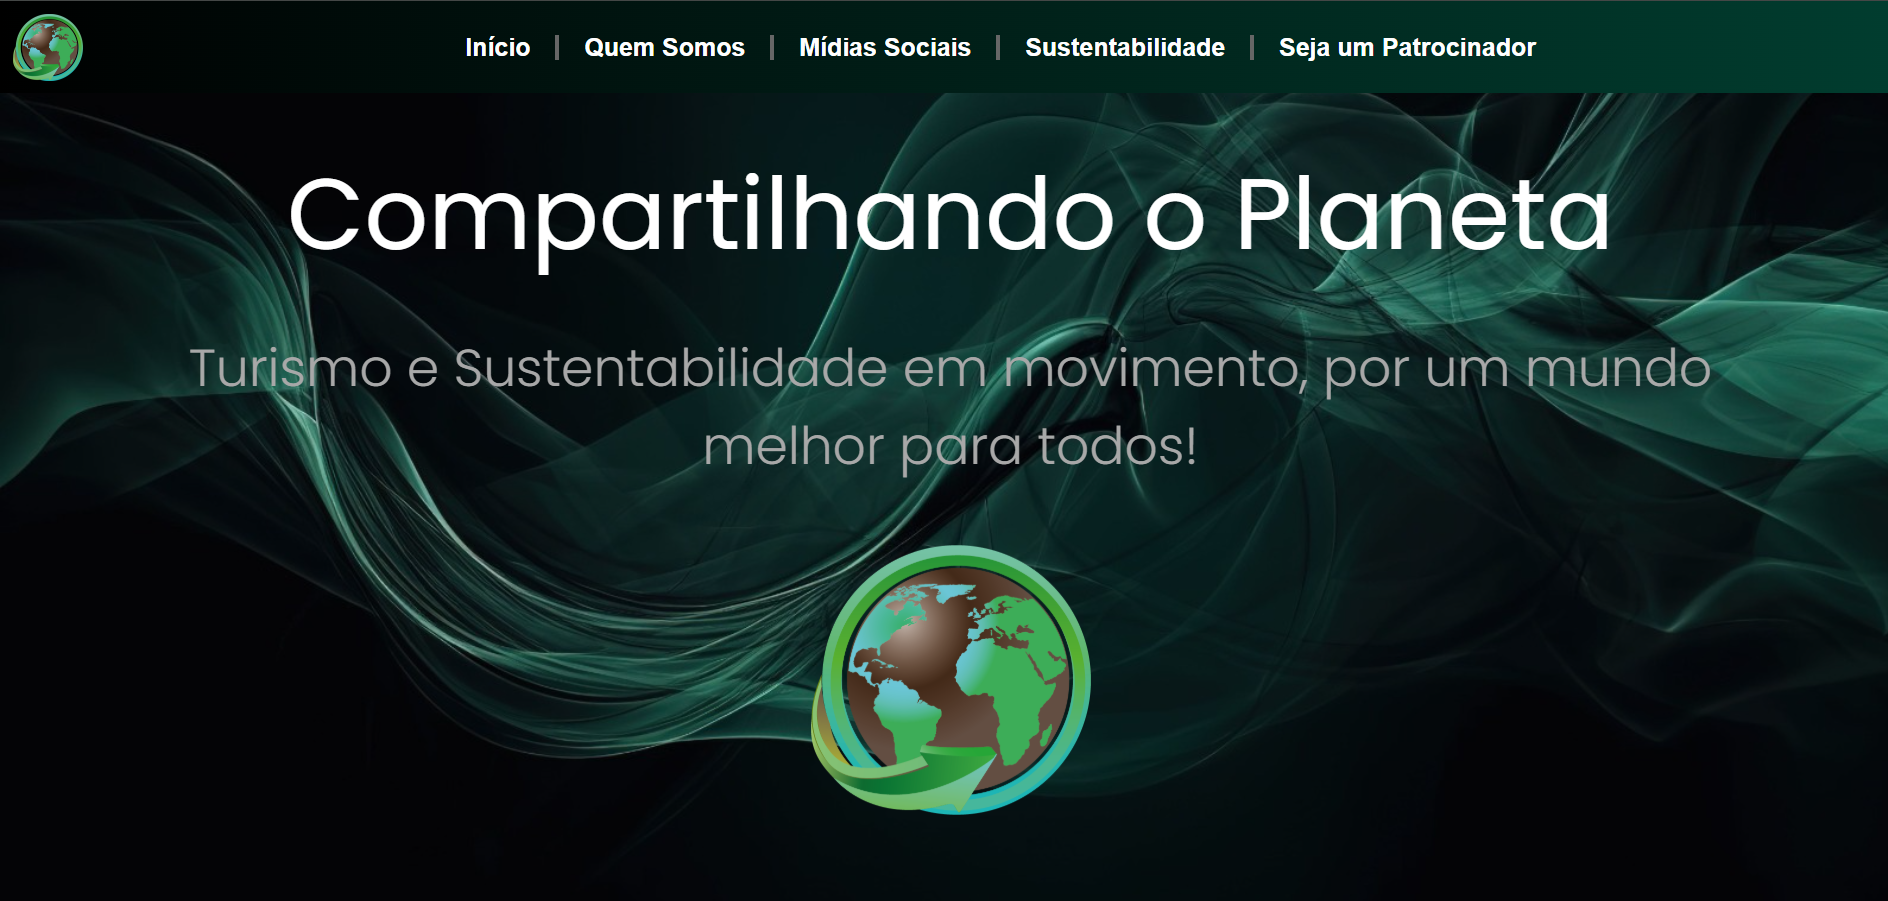 Início | Quem Somos | Mídias Sociais | Sustentabilidade | Seja um Patrocinador
Compartilhando o Planeta
Turismo e Sustentabilidade em movimento, por um mundo
melhor para todos!